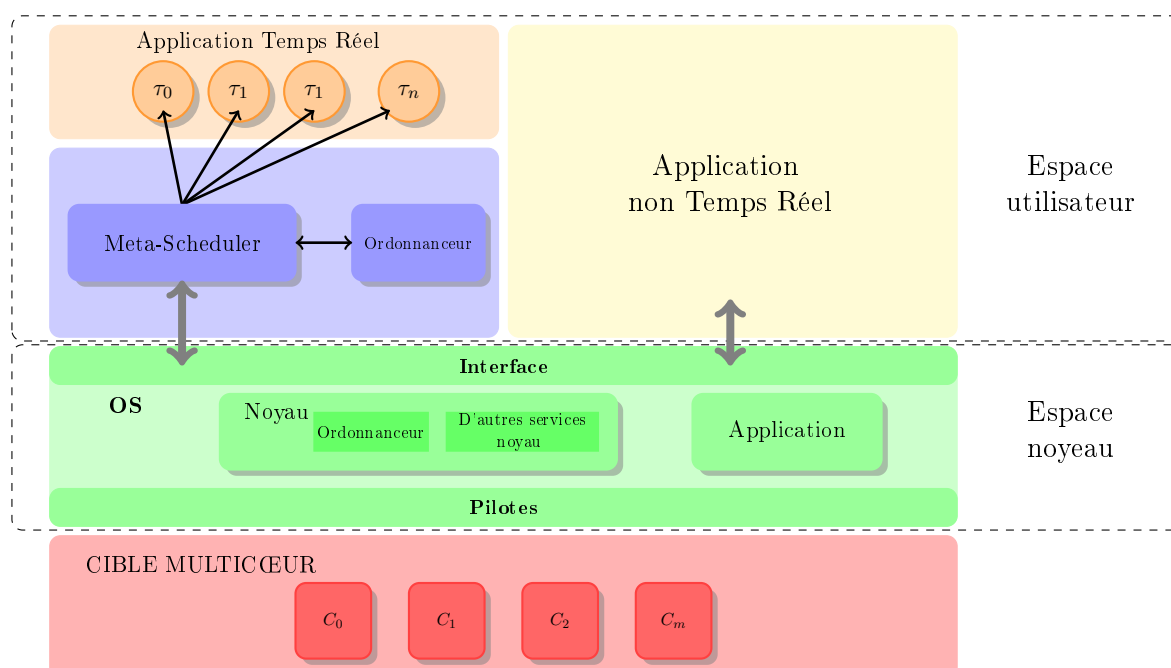 Application Temps Réel
τ0 τ1 τ1 τn
Meta-Scheduler
Ordonnanceur
Application
non Temps Réel
Espace
utilisateur
Interface
OS
Noyau
Ordonnanceur
D'autres services
noyau
Application
Pilotes
Espace
noyeau
CIBLE MULTICŒUR
C0 C1 C2 Cm